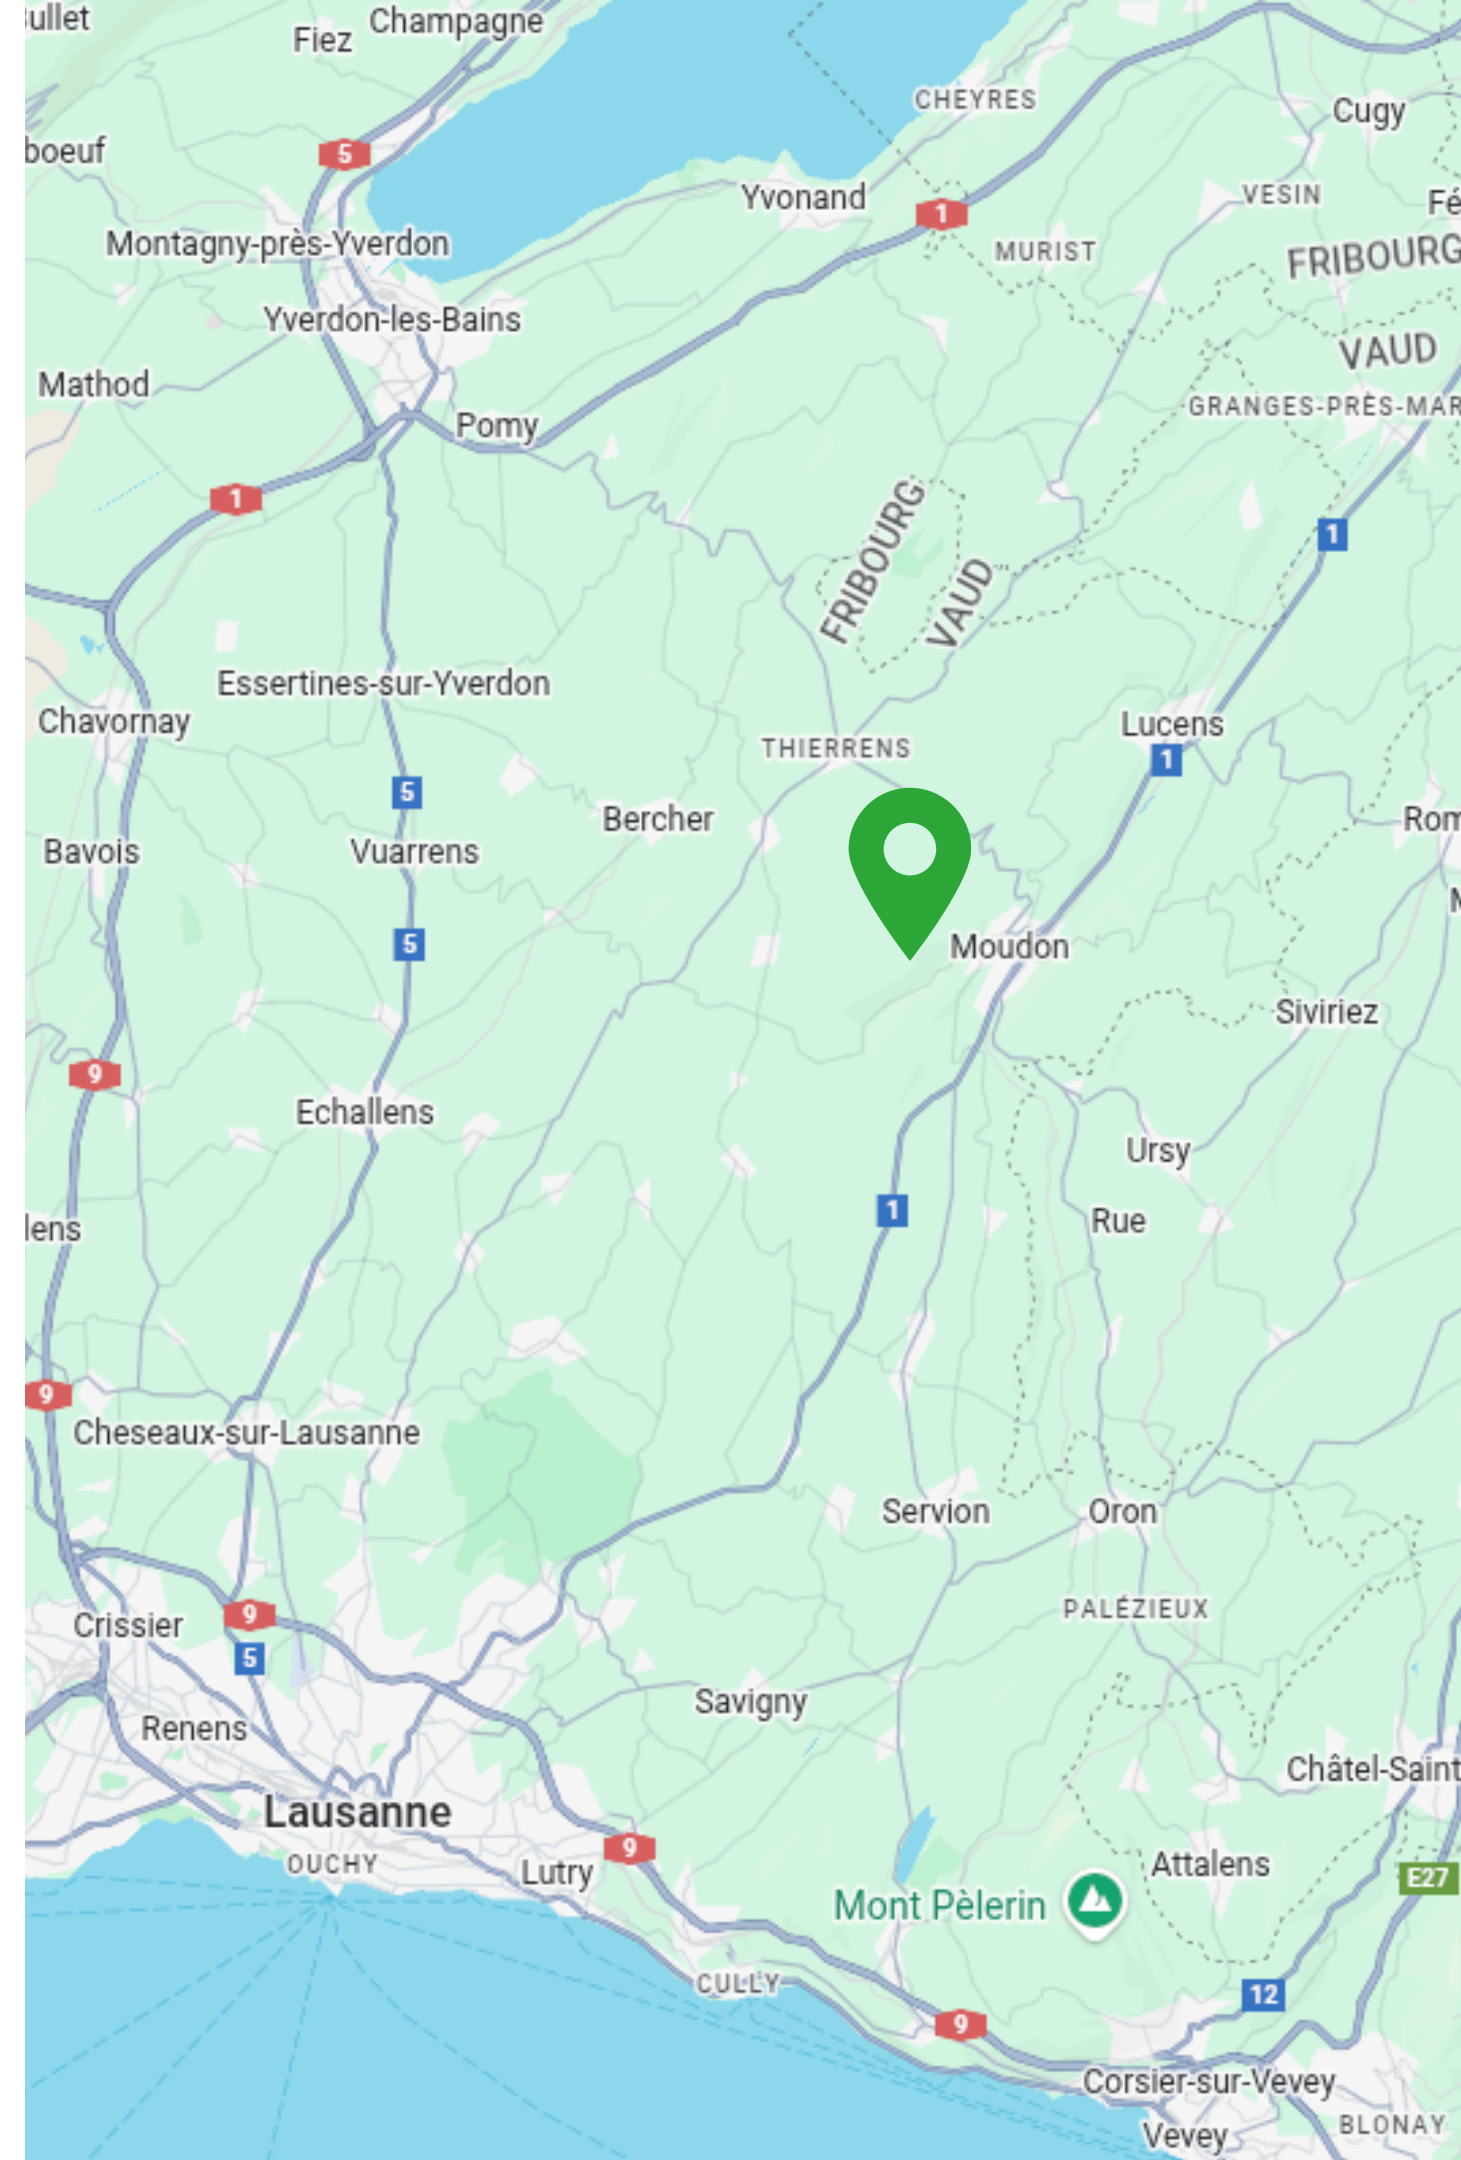 ullet
Champagne
Fiez
CHEYRES
Cugy
boeuf
5
VESIN
Yvonand
Fé
1
Montagny-près-Yverdon
MURIST
FRIBOURG
Yverdon-les-Bains
VAUD
Mathod
GRANGES-PRÈS-MAR
Pomy
1
FRIBOURG
1
VAUD
Essertines-sur-Yverdon
Chavornay
Lucens
THIERRENS
1
5
Bercher
Rom
Bavois
Vuarrens
M
5
Moudon
Siviriez
9
Echallens
Ursy
1
Rue
lens
9
Cheseaux-sur-Lausanne
Servion
Oron
PALÉZIEUX
9
Crissier
5
Savigny
Renens
Châtel-Saint
Lausanne
9
OUCHY
Lutry
Attalens
E27
Mont Pèlerin
CULLY
12
9
Corsier-sur-Vevey
BLONAY
Vevey